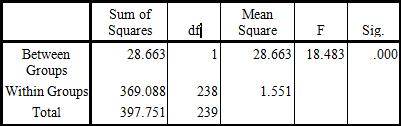 Sum of Squares df Mean Square F Sig.
Between Groups 28.663 1 28.663 18.483 .000
Within Groups 369.088 238 1.551
Total 397.751 239